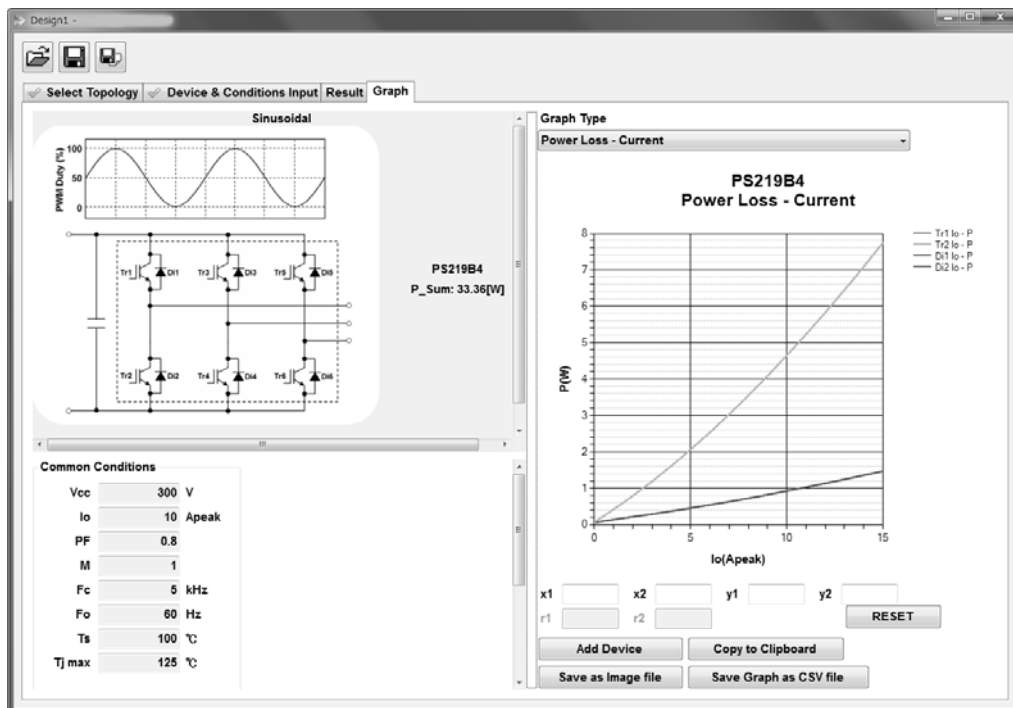 Design1 -
Select Topology
Device & Conditions Input
Result
Graph
Sinusoidal
PWM Duty (%)
100
50
0
Tr1
Di1
Tr3
Di3
Tr5
Di5
Tr2
Di2
Tr4
Di4
Tr6
Di6
PS219B4
P_Sum: 33.36[W]
Common Conditions
Vcc 300 V
Io 10 Apeak
PF 0.8
M 1
Fc 5 kHz
Fo 60 Hz
Ts 100 ℃
Tj max 125 ℃
Graph Type
Power Loss - Current
PS219B4
Power Loss - Current
P(W)
8
7
6
5
4
3
2
1
0
0 5 10 15
Io(Apeak)
Tr1 Io - P
Tr2 Io - P
Di1 Io - P
Di2 Io - P
x1 x2 y1 y2
r1 r2
RESET
Add Device
Copy to Clipboard
Save as Image file
Save Graph as CSV file